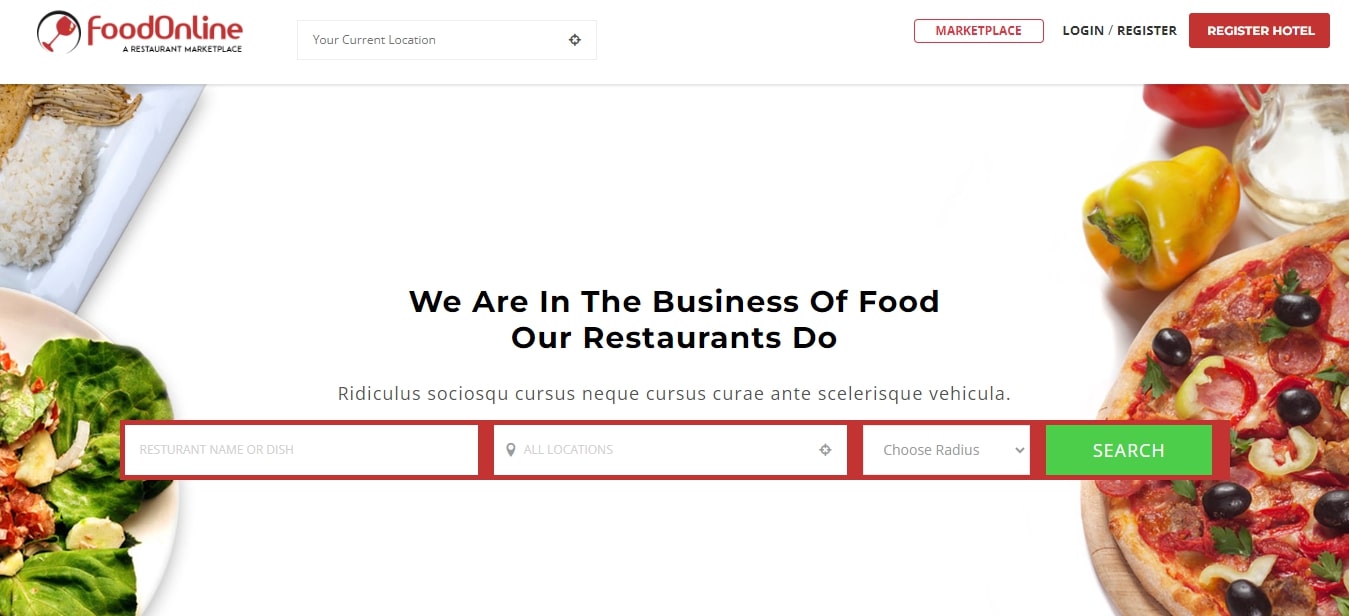 FoodOnline
A RESTAURANT MARKETPLACE
Your Current Location
MARKETPLACE
LOGIN / REGISTER
REGISTER HOTEL
We Are In The Business Of Food
Our Restaurants Do
Ridiculus sociosqu cursus neque cursus curae ante scelerisque vehicula.
RESTURANT NAME OR DISH
ALL LOCATIONS
Choose Radius
SEARCH